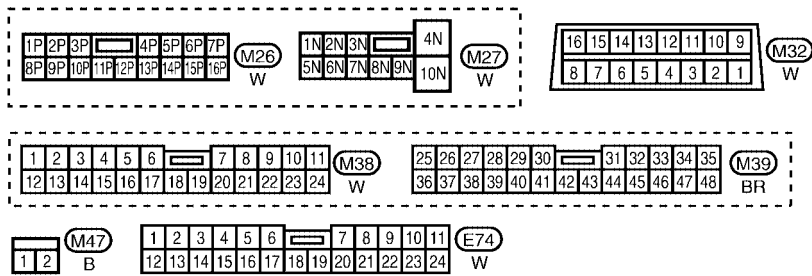 1P 2P 3P 4P 5P 6P 7P
8P 9P 10P 11P 12P 13P 14P 15P 16P
M26
W
1N 2N 3N 4N
5N 6N 7N 8N 9N 10N
M27
W
16 15 14 13 12 11 10 9
8 7 6 5 4 3 2 1
M32
W
1 2 3 4 5 6 7 8 9 10 11
12 13 14 15 16 17 18 19 20 21 22 23 24
M38
W
25 26 27 28 29 30 31 32 33 34 35
36 37 38 39 40 41 42 43 44 45 46 47 48
M39
BR
1 2
M47
B
1 2 3 4 5 6 7 8 9 10 11
12 13 14 15 16 17 18 19 20 21 22 23 24
E74
W